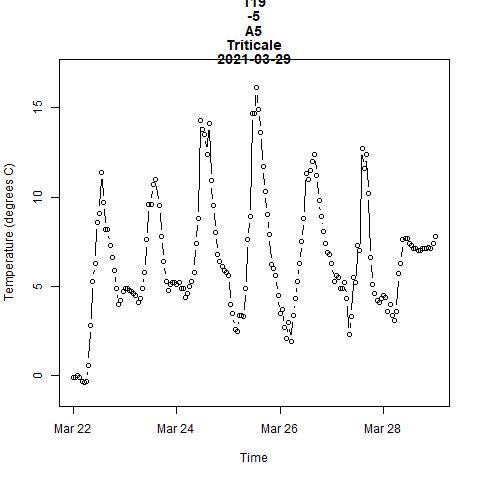 T19
-5
A5
Triticale
2021-03-29
Temperature (degrees C)
15
10
5
0
Mar 22
Mar 24
Mar 26
Mar 28
Time